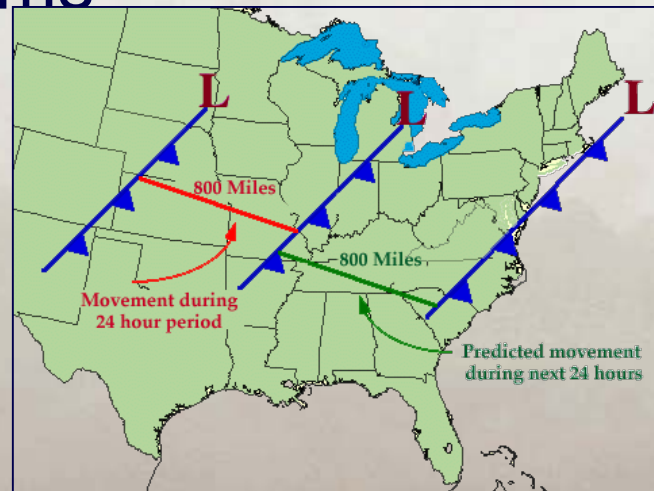 L
L
L
800 Miles
800 Miles
Movement during
24 hour period
Predicted movement
during next 24 hours